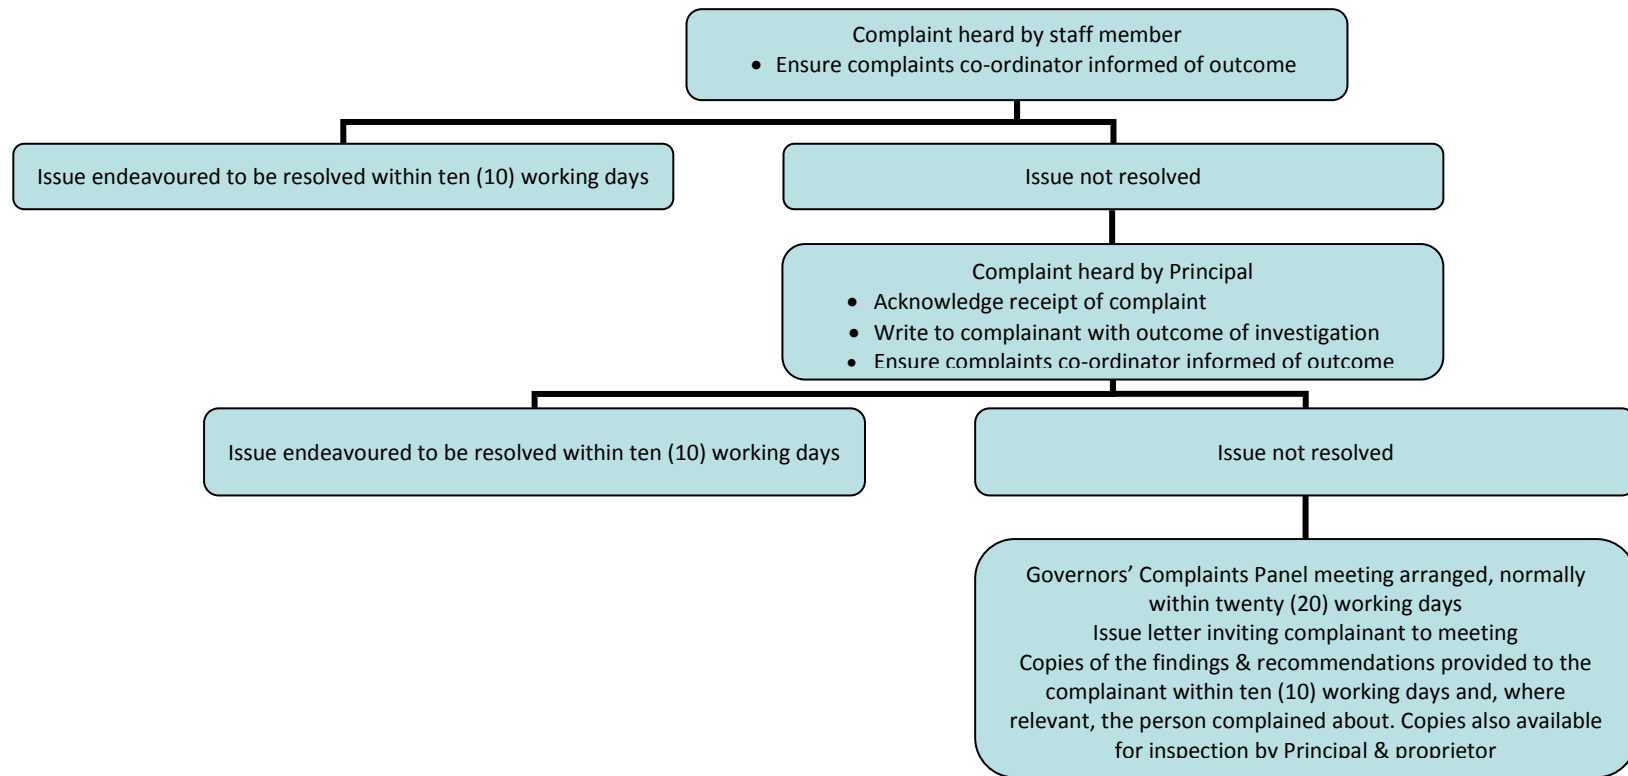 Complaint heard by staff member
• Ensure complaints co-ordinator informed of outcome
Issue endeavoured to be resolved within ten (10) working days
Issue not resolved
Complaint heard by Principal
• Acknowledge receipt of complaint
• Write to complainant with outcome of investigation
• Ensure complaints co-ordinator informed of outcome
Issue endeavoured to be resolved within ten (10) working days
Issue not resolved
Governors’ Complaints Panel meeting arranged, normally
within twenty (20) working days
Issue letter inviting complainant to meeting
Copies of the findings & recommendations provided to the
complainant within ten (10) working days and, where
relevant, the person complained about. Copies also available
for inspection by Principal & proprietor